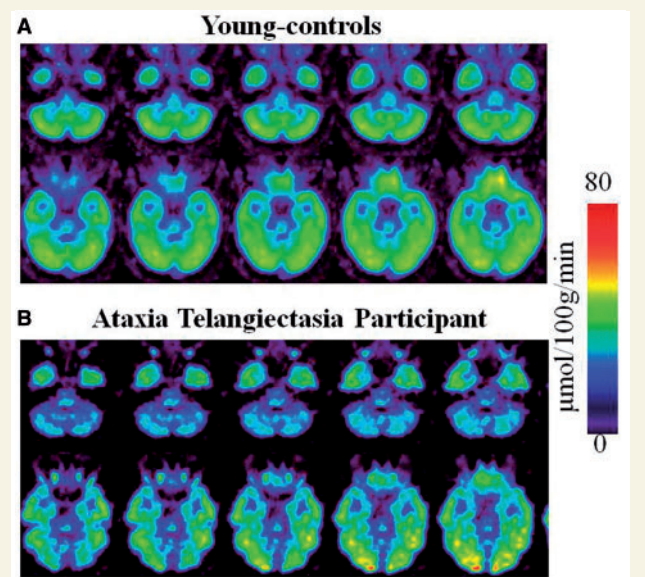 A
Young-controls
B
Ataxia Telangiectasia Participant
80
µmol/100g/min
0